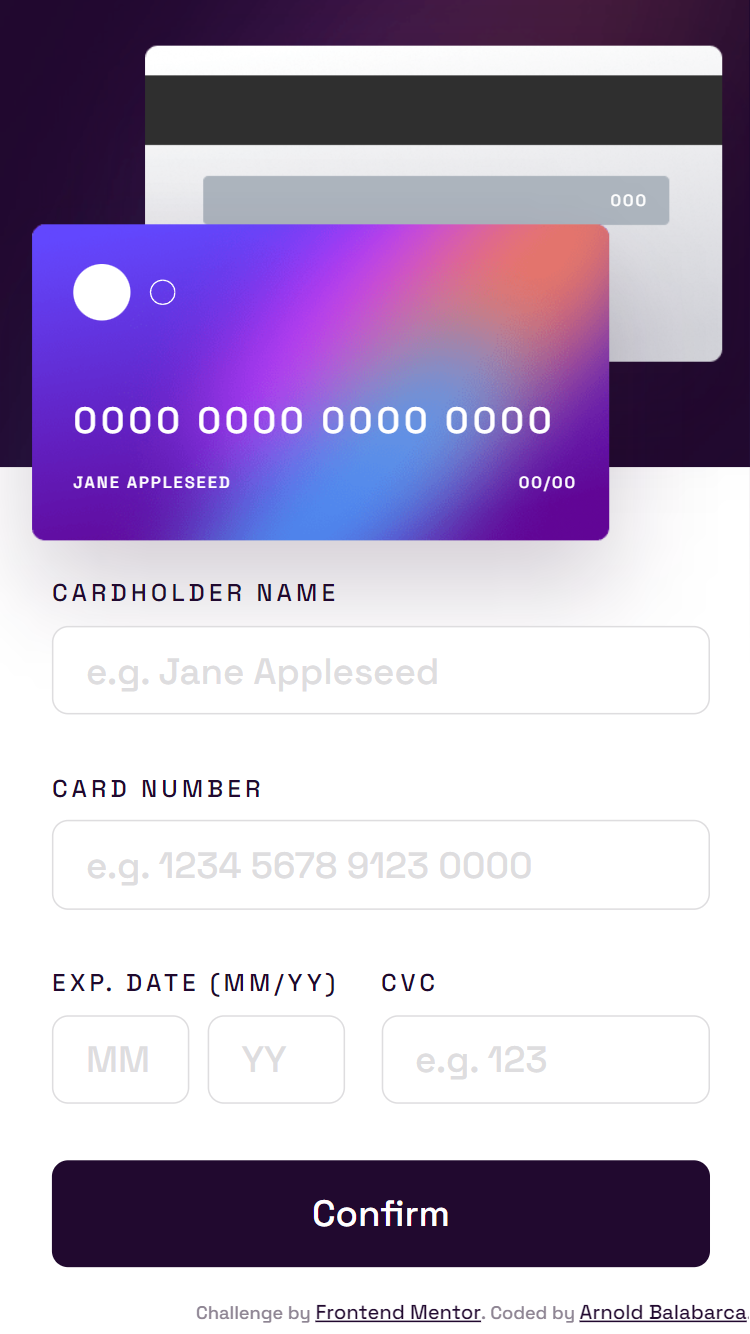 000
0000 0000 0000 0000
JANE APPLESEED 00/00
CARDHOLDER NAME
e.g. Jane Appleseed
CARD NUMBER
e.g. 1234 5678 9123 0000
EXP. DATE (MM/YY) CVC
MM YY e.g. 123
Confirm
Challenge by Frontend Mentor. Coded by Arnold Balabarca.